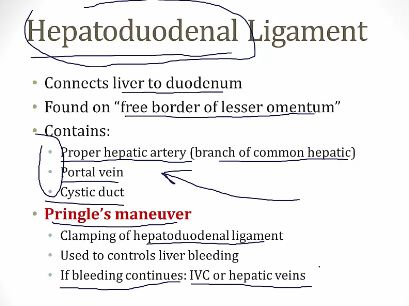 Hepatoduodenal Ligament
• Connects liver to duodenum
• Found on “free border of lesser omentum”
• Contains:
• Proper hepatic artery (branch of common hepatic)
• Portal vein
• Cystic duct
• Pringle’s maneuver
• Clamping of hepatoduodenal ligament
• Used to controls liver bleeding
• If bleeding continues: IVC or hepatic veins